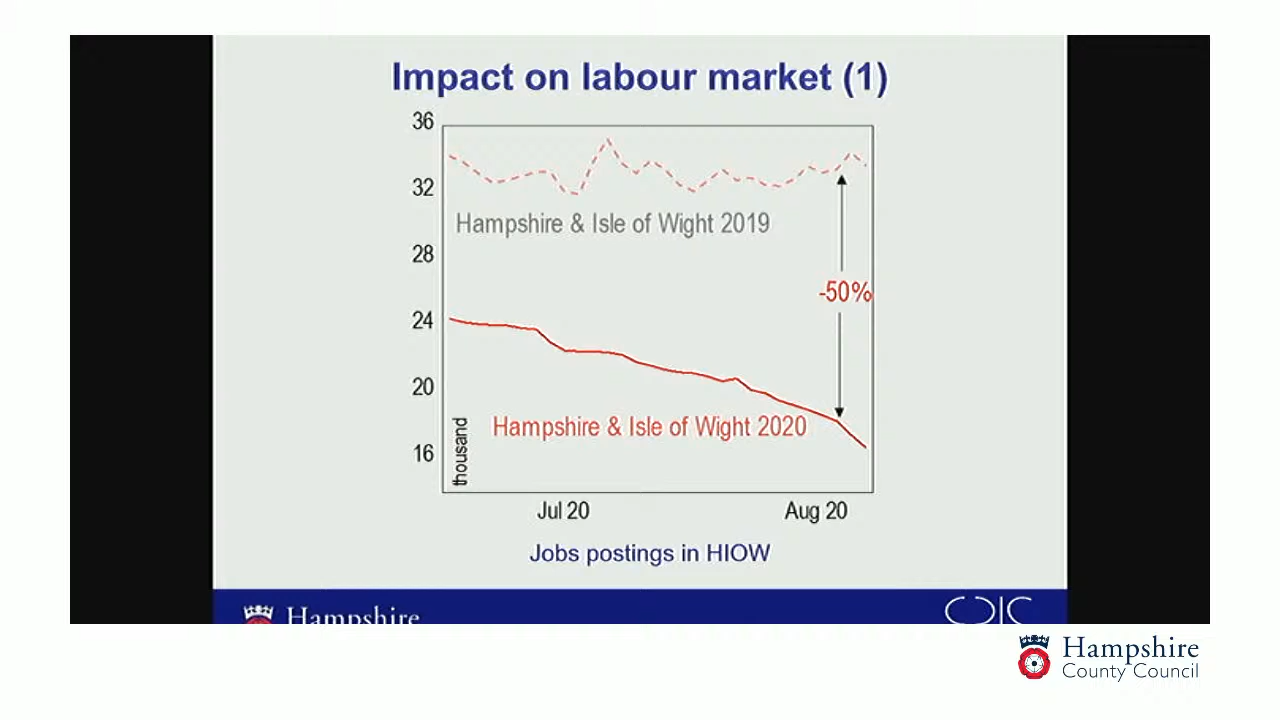 Impact on labour market (1)
36
32
28
24
20
16
thousand
Hampshire & Isle of Wight 2019
-50%
Hampshire & Isle of Wight 2020
Jul 20
Aug 20
Jobs postings in HIOW
Hampshire
Hampshire
County Council